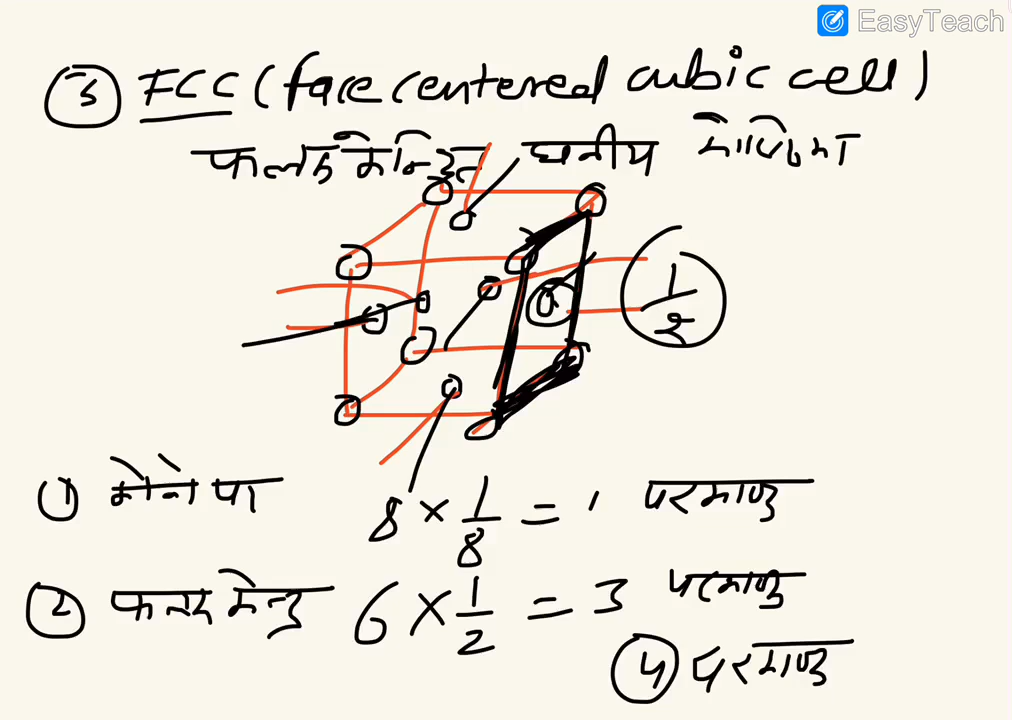 EasyTeach
③ FCC (face centered cubic cell)
फलक केन्द्रित घनीय कोष्ठिका
1/2
① कोनो पर 8 × 1/8 = 1 परमाणु
② फलक केन्द्र 6 × 1/2 = 3 परमाणु
④ परमाणु